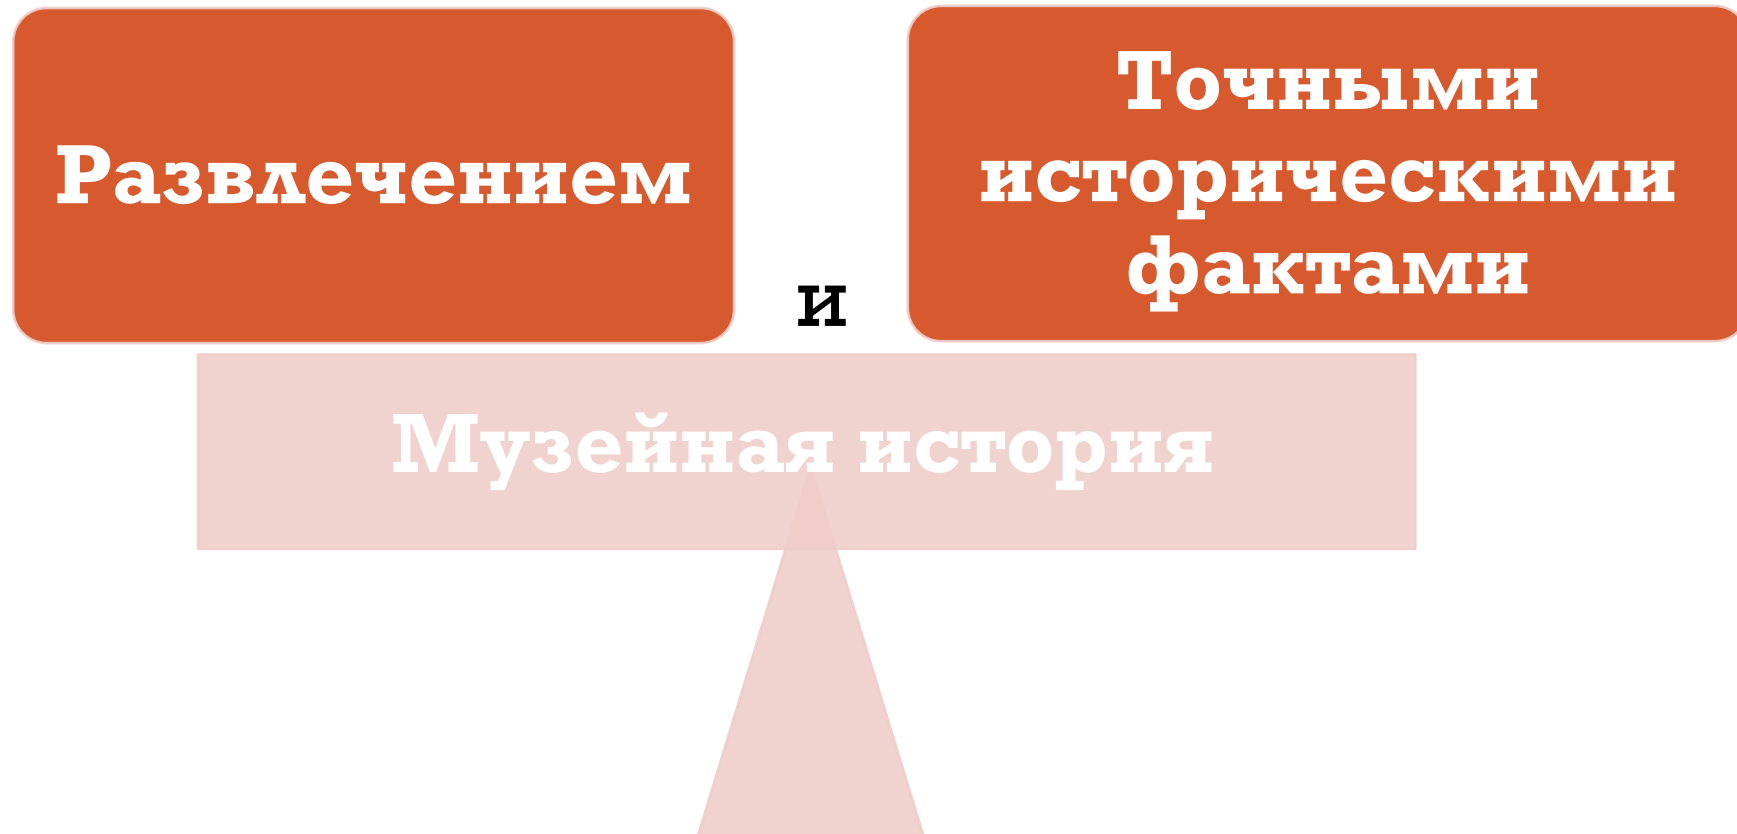 Развлечением
и
Точными
историческими
фактами
Музейная история